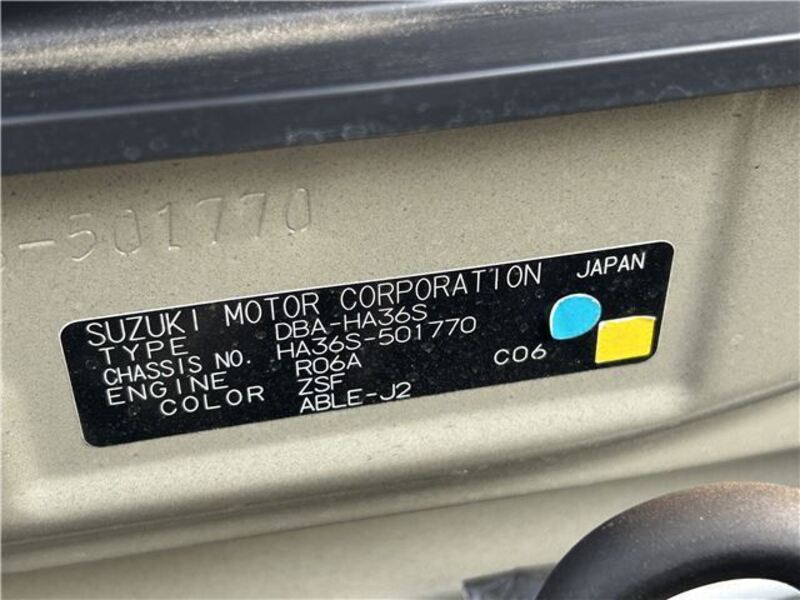 S-501770
SUZUKI MOTOR CORPORATION JAPAN
TYPE DBA-HA36S
CHASSIS NO. HA36S-501770
ENGINE R06A
COLOR ZSF C06
ABLE-J2